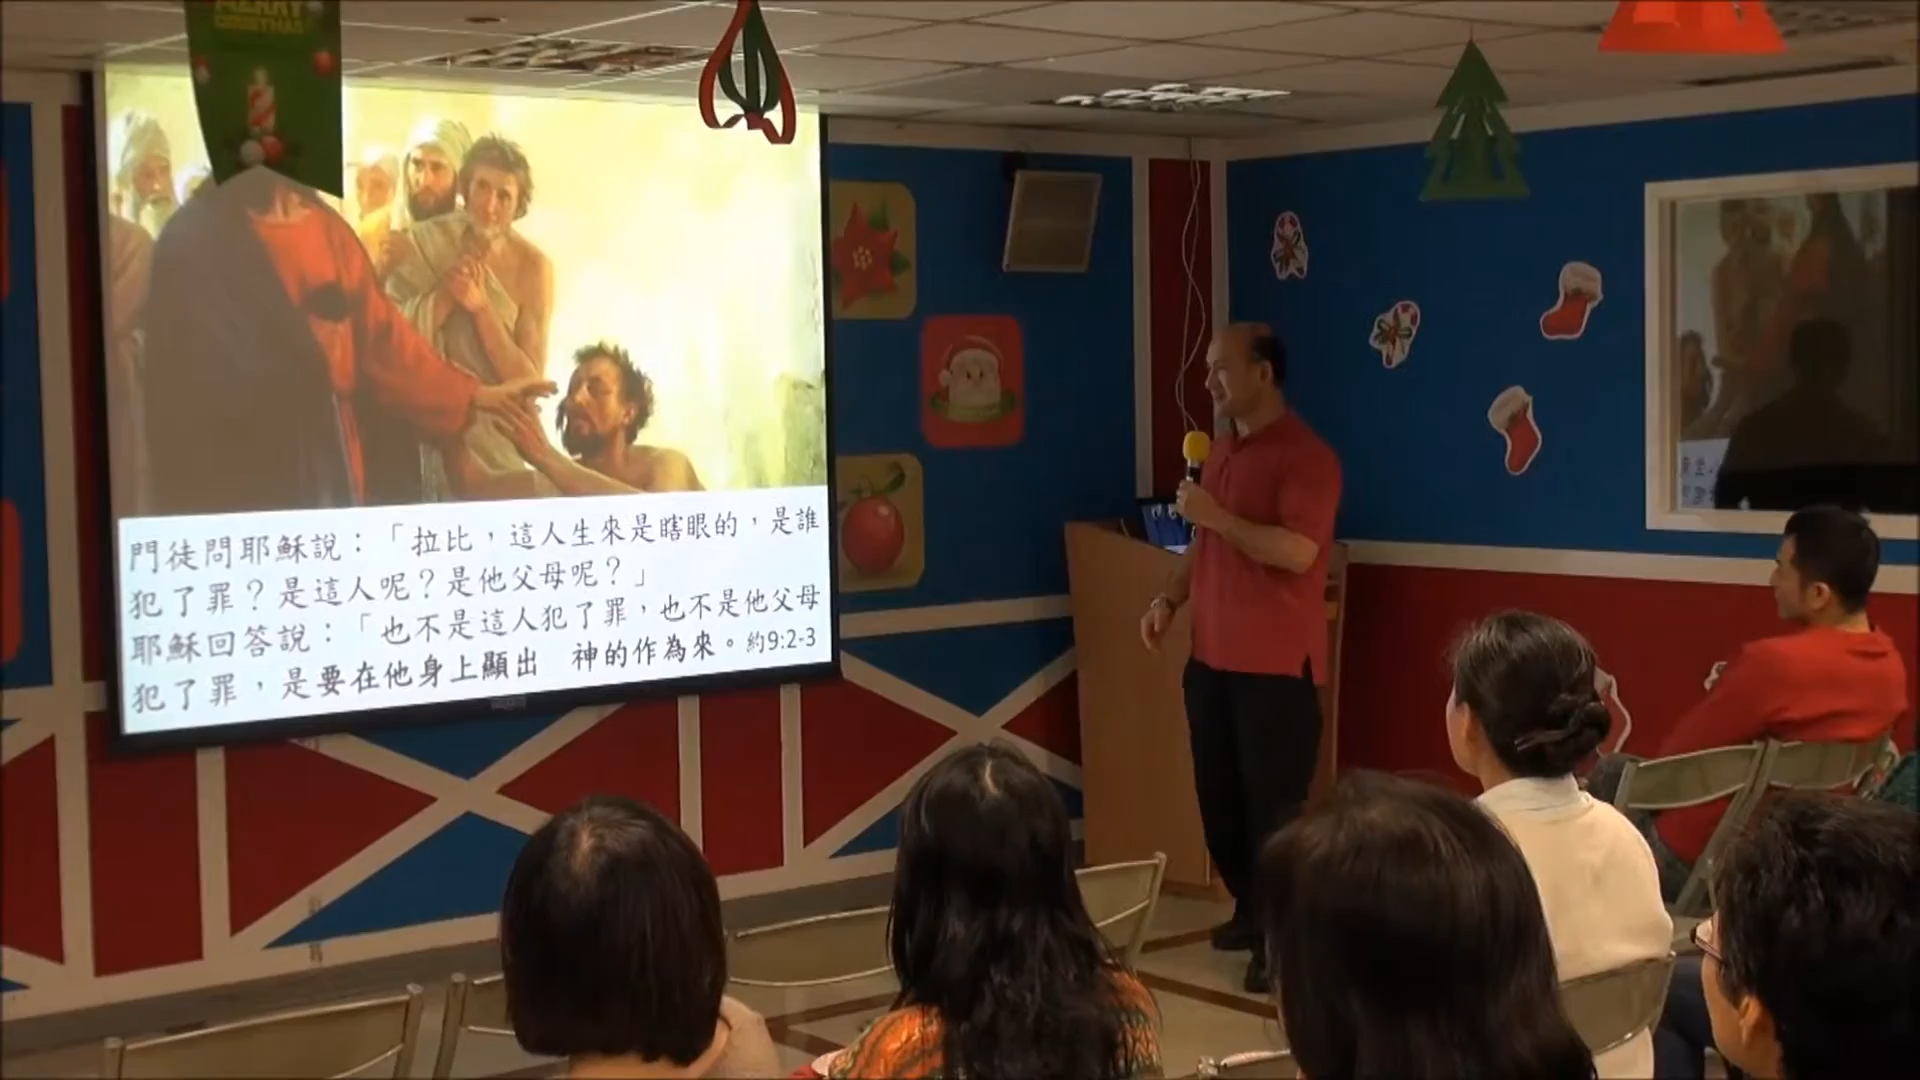 MERRY
CHRISTMAS
門徒問耶穌說：「拉比，這人生來是瞎眼的，是誰
犯了罪？是這人呢？是他父母呢？」
耶穌回答說：「也不是這人犯了罪，也不是他父母
犯了罪，是要在他身上顯出　神的作為來。約9:2-3